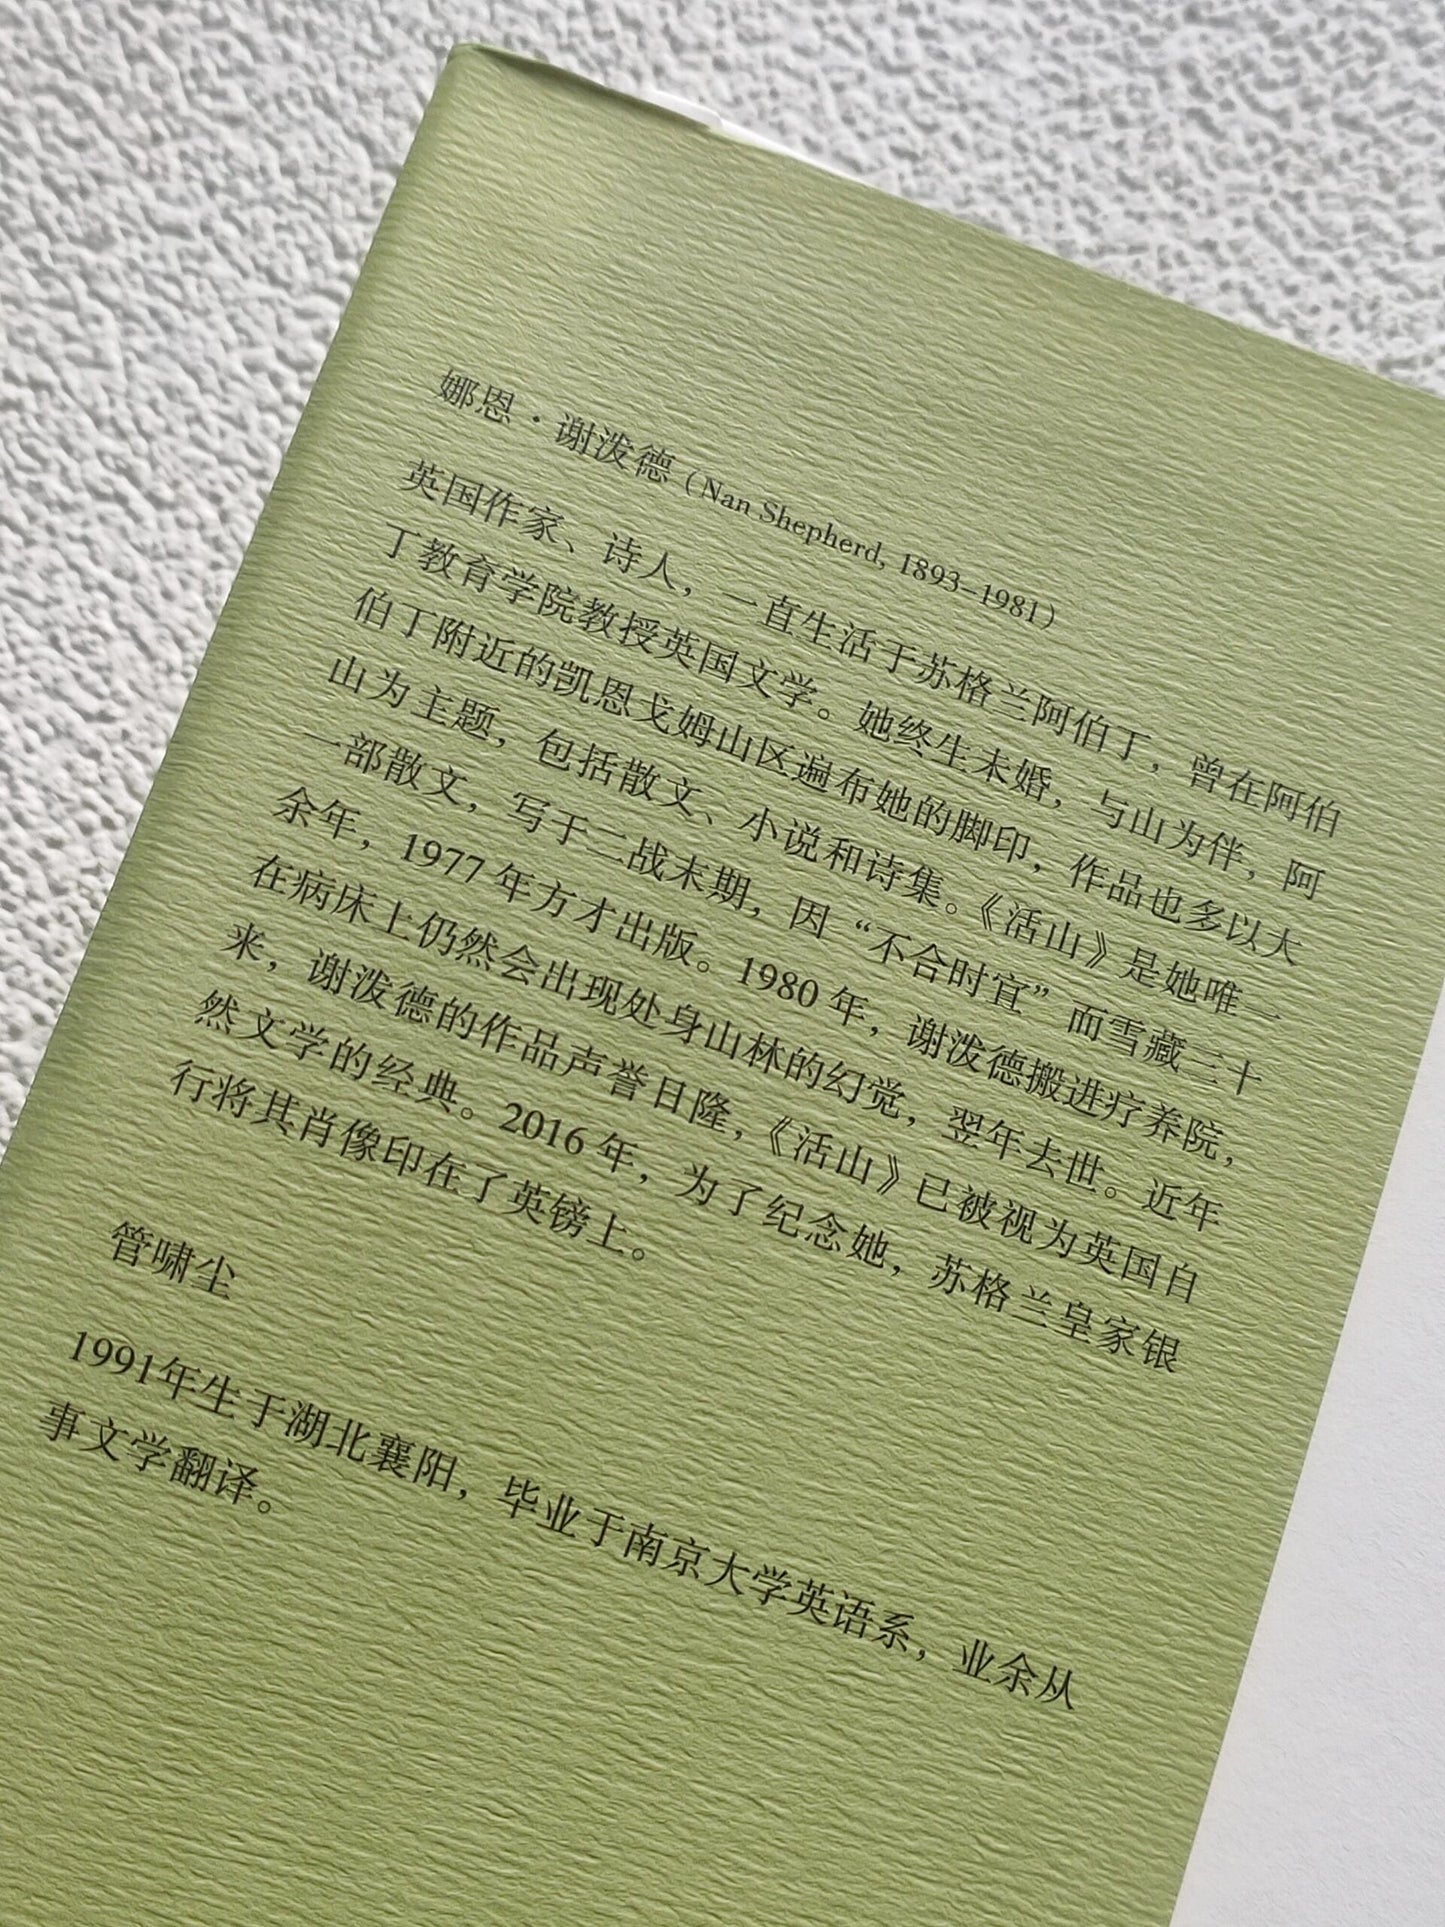 娜恩·谢泼德（Nan Shepherd, 1893–1981）
英国作家、诗人，一直生活于苏格兰阿伯丁，曾在阿伯
丁教育学院教授英国文学。她终生未婚，与山为伴，阿
伯丁附近的凯恩戈姆山区遍布她的脚印，作品也多以大
山为主题，包括散文、小说和诗集。《活山》是她唯一
一部散文，写于二战末期，因“不合时宜”而雪藏三十
余年，1977年方才出版。1980年，谢泼德搬进疗养院，
在病床上仍然会出现处身山林的幻觉，翌年去世。近年
来，谢泼德的作品声誉日隆，《活山》已被视为英国自
然文学的经典。2016年，为了纪念她，苏格兰皇家银
行将其肖像印在了英镑上。
管啸尘
1991年生于湖北襄阳，毕业于南京大学英语系，业余从
事文学翻译。